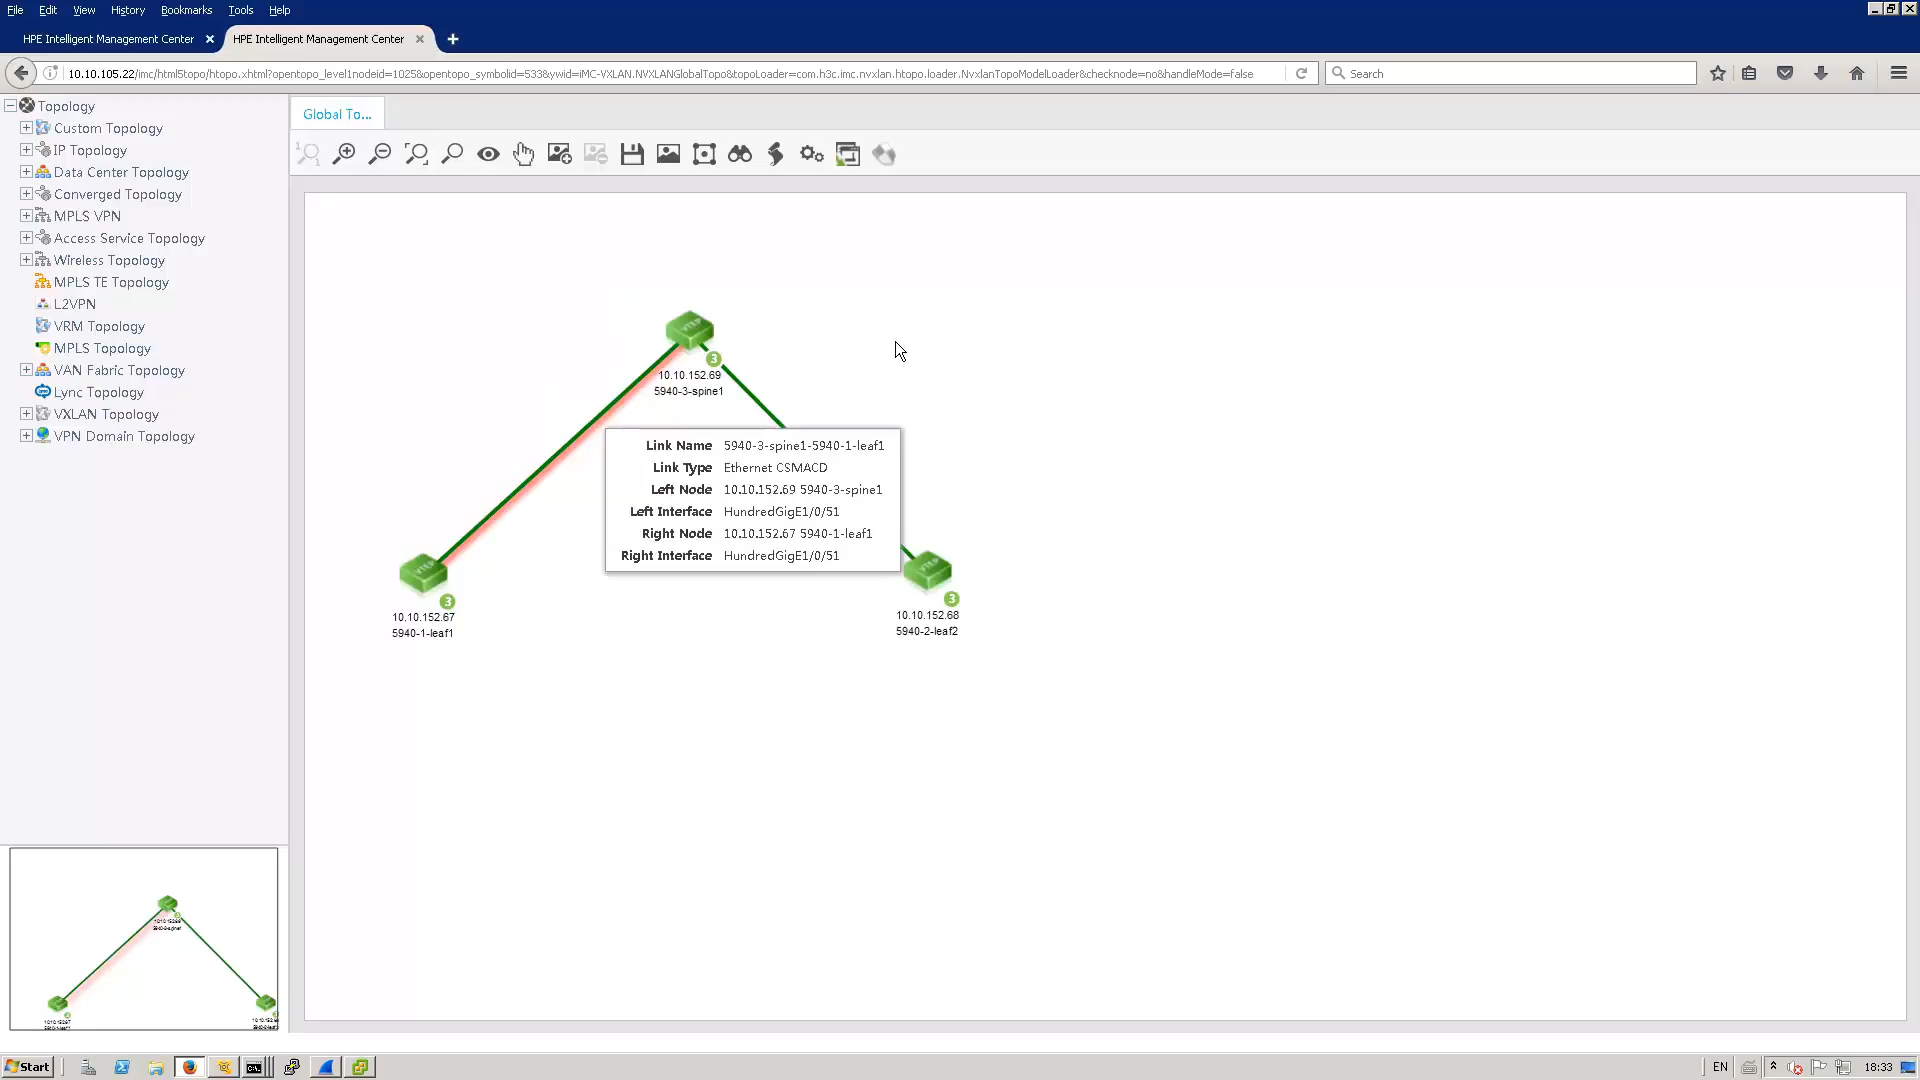 File Edit View History Bookmarks Tools Help
HPE Intelligent Management Center
HPE Intelligent Management Center
10.10.105.22/imc/html5topo/htopo.xhtml?opentopo_level1nodeid=1025&opentopo_symbolid=533&ywid=iMC-VXLAN.NVXLANGlobalTopo&topoLoader=com.h3c.imc.nvxlan.htopo.loader.NvxlanTopoModelLoader&checknode=no&handleMode=false
Search
Topology
Custom Topology
IP Topology
Data Center Topology
Converged Topology
MPLS VPN
Access Service Topology
Wireless Topology
MPLS TE Topology
L2VPN
VRM Topology
MPLS Topology
VAN Fabric Topology
Lync Topology
VXLAN Topology
VPN Domain Topology
Global To...
VTEP
3
10.10.152.69
5940-3-spine1
Link Name 5940-3-spine1-5940-1-leaf1
Link Type Ethernet CSMACD
Left Node 10.10.152.69 5940-3-spine1
Left Interface HundredGigE1/0/51
Right Node 10.10.152.67 5940-1-leaf1
Right Interface HundredGigE1/0/51
VTEP
3
10.10.152.67
5940-1-leaf1
VTEP
3
10.10.152.68
5940-2-leaf2
Start
EN
18:33